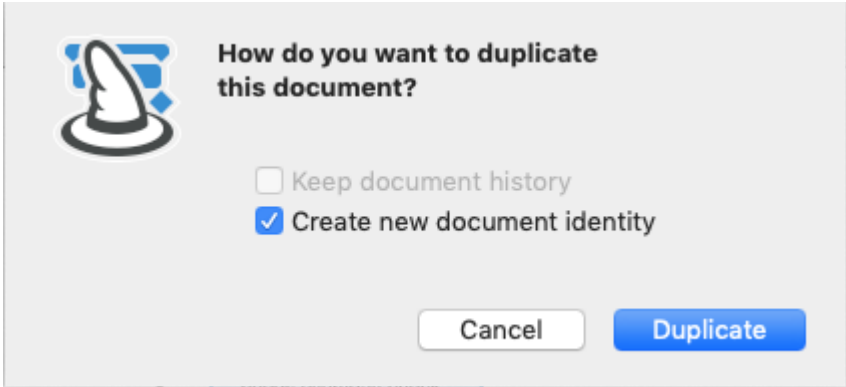 How do you want to duplicate
this document?
Keep document history
Create new document identity
Cancel
Duplicate